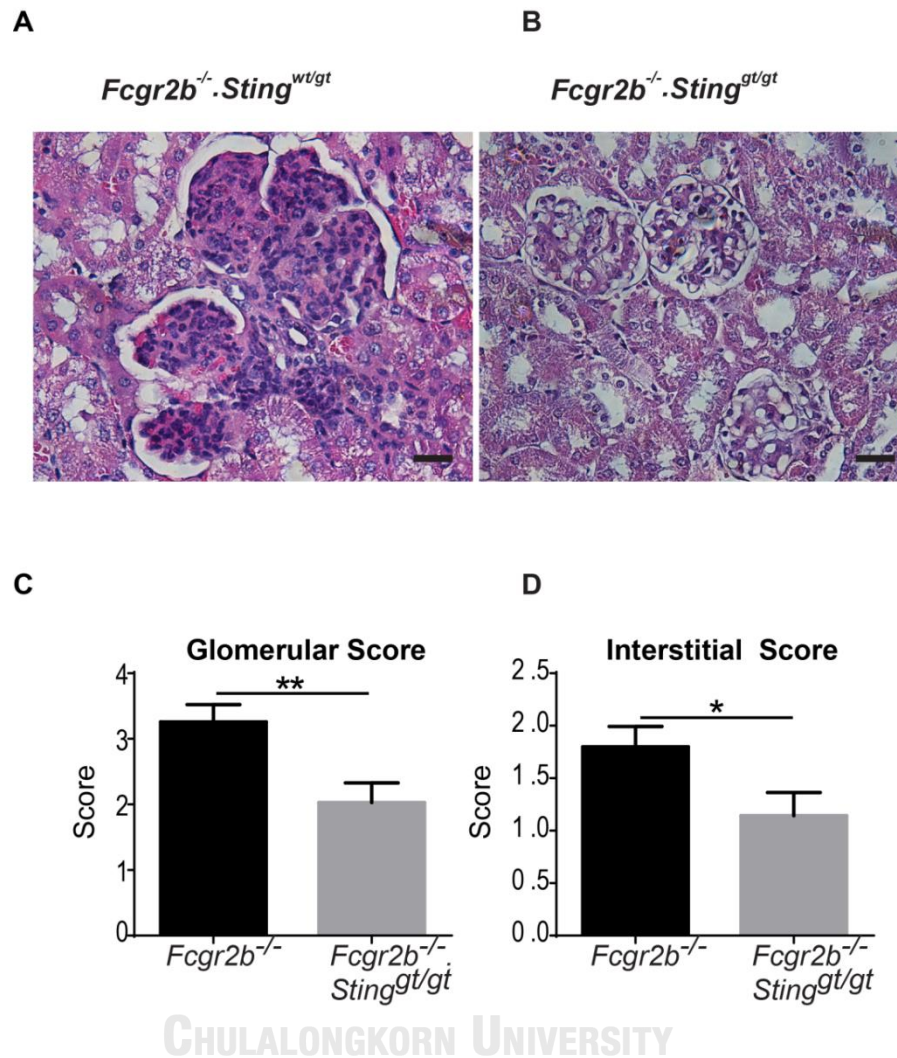 A
B
Fcgr2b-/-.Stingwt/gt
Fcgr2b-/-.Stinggt/gt
C
D
Glomerular Score
**
4
3
2
1
0
Score
Fcgr2b-/-
Fcgr2b-/-.
Stinggt/gt
Interstitial Score
*
2.5
2.0
1.5
1.0
0.5
0.0
Score
Fcgr2b-/-
Fcgr2b-/-
Stinggt/gt
CHULALONGKORN UNIVERSITY